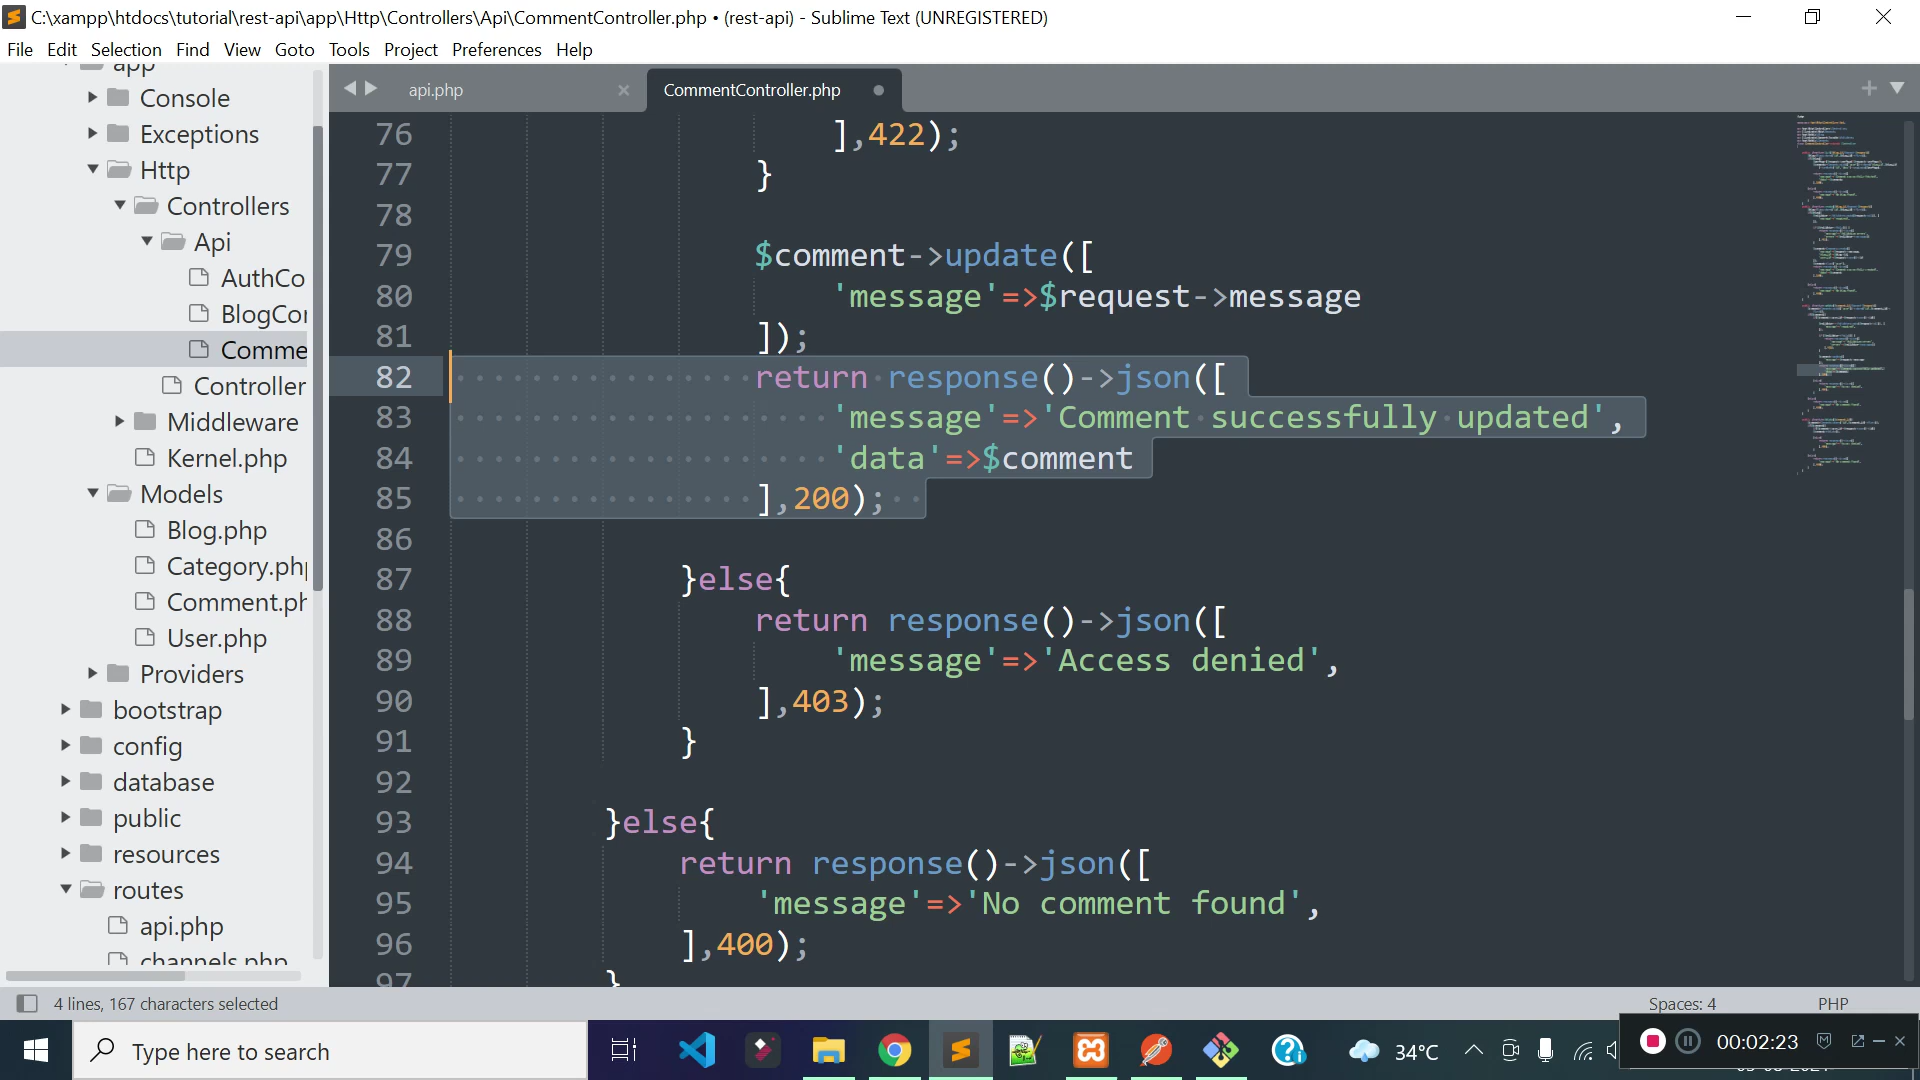 C:\xampp\htdocs\tutorial\rest-api\app\Http\Controllers\Api\CommentController.php • (rest-api) - Sublime Text (UNREGISTERED)
File Edit Selection Find View Goto Tools Project Preferences Help
app
Console
Exceptions
Http
Controllers
Api
AuthCo
BlogCor
Comme
Controller
Middleware
Kernel.php
Models
Blog.php
Category.php
Comment.ph
User.php
Providers
bootstrap
config
database
public
resources
routes
api.php
channels.php
api.php × CommentController.php
76 ],422);
77 }
78
79 $comment->update([
80 'message'=>$request->message
81 ]);
82 return response()->json([
83 'message'=>'Comment successfully updated',
84 'data'=>$comment
85 ],200);
86
87 }else{
88 return response()->json([
89 'message'=>'Access denied',
90 ],403);
91 }
92
93 }else{
94 return response()->json([
95 'message'=>'No comment found',
96 ],400);
97 }
4 lines, 167 characters selected Spaces: 4 PHP
Type here to search 34°C 00:02:23